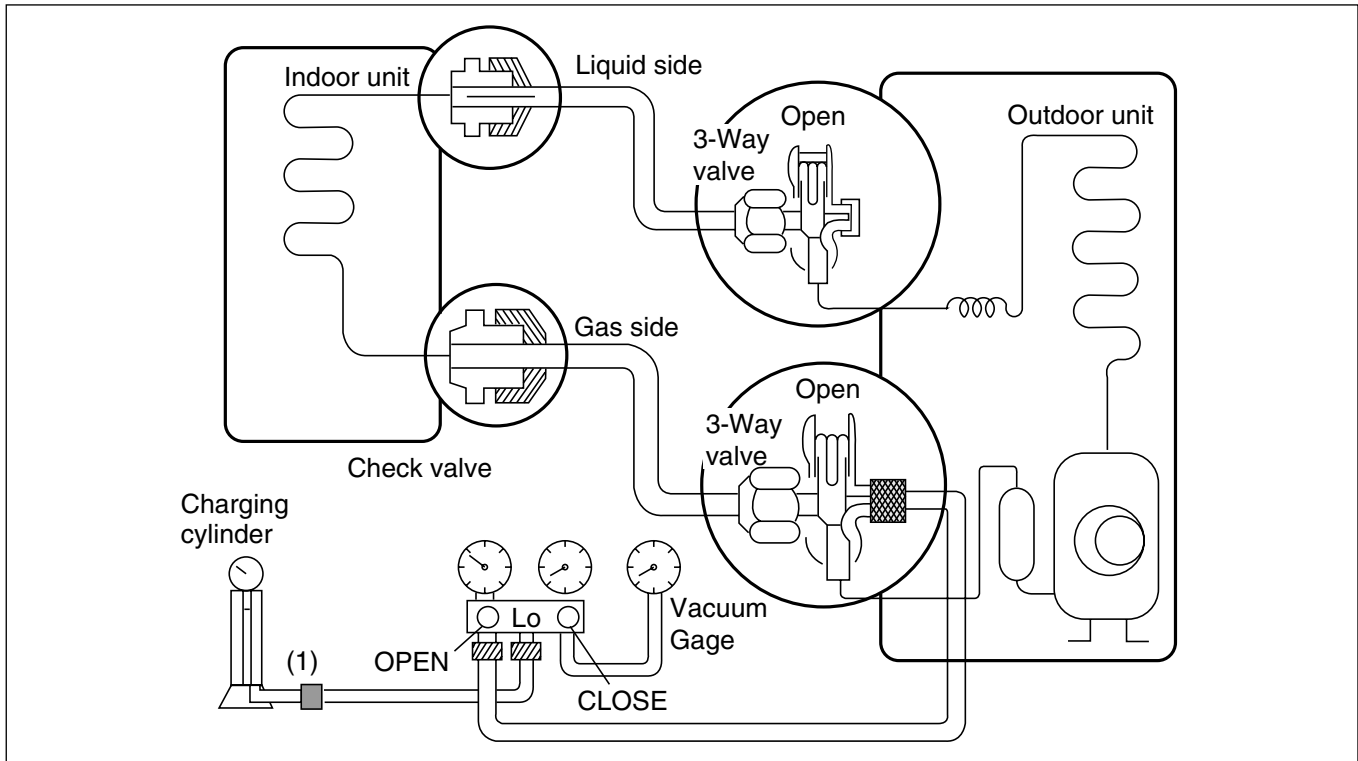 Indoor unit
Liquid side
Open
3-Way
valve
Outdoor unit
Gas side
Open
3-Way
valve
Check valve
Charging
cylinder
(1)
Lo
OPEN
CLOSE
Vacuum
Gage